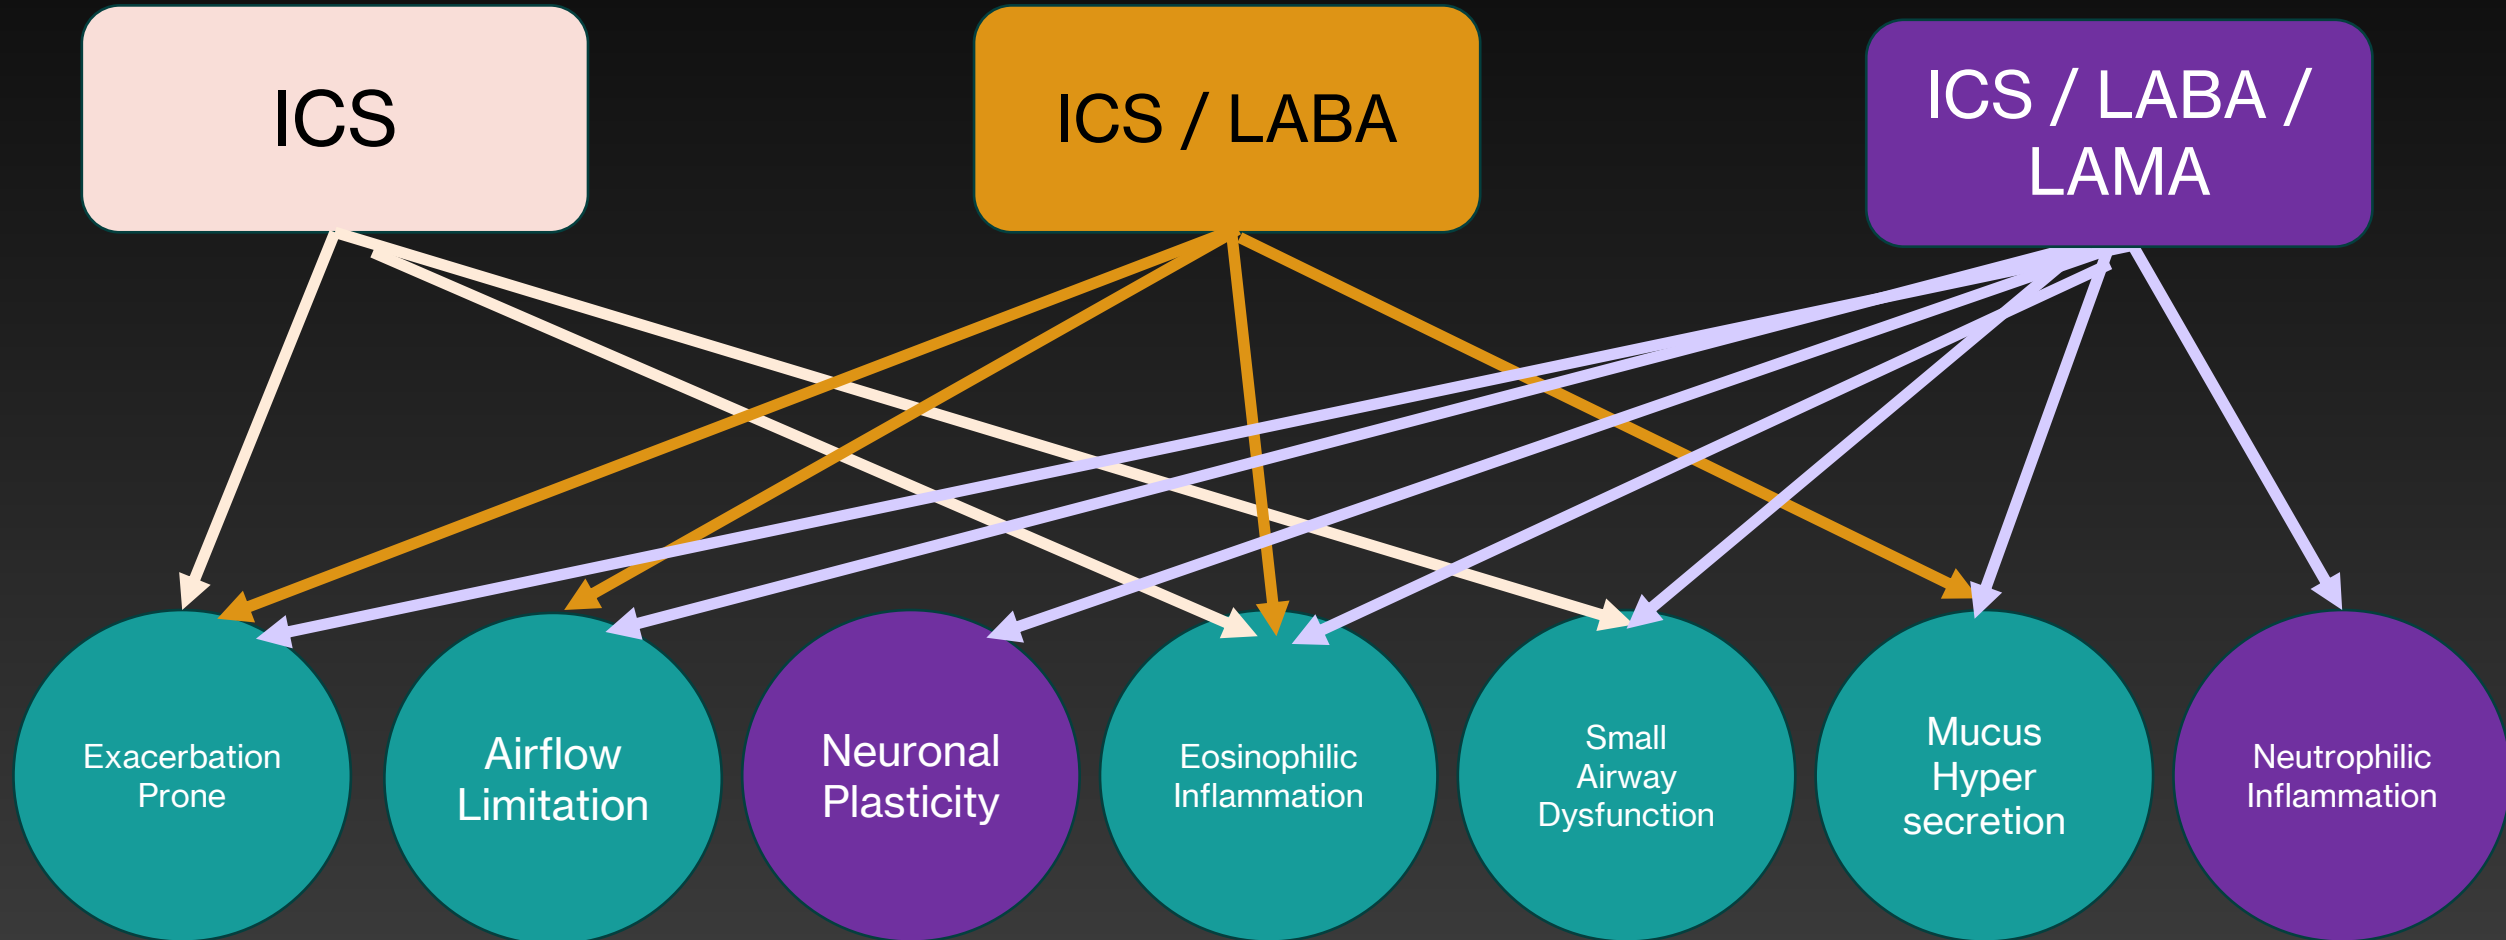 ICS
ICS / LABA
ICS / LABA /
LAMA
Exacerbation
Prone
Airflow
Limitation
Neuronal
Plasticity
Eosinophilic
Inflammation
Small
Airway
Dysfunction
Mucus
Hyper
secretion
Neutrophilic
Inflammation